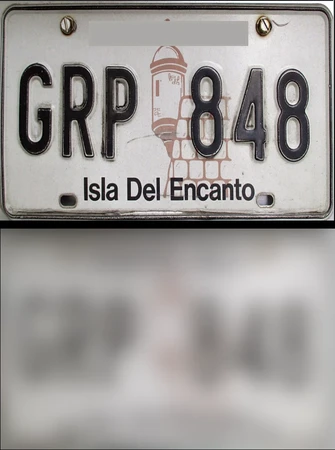 GRP 848
Isla Del Encanto